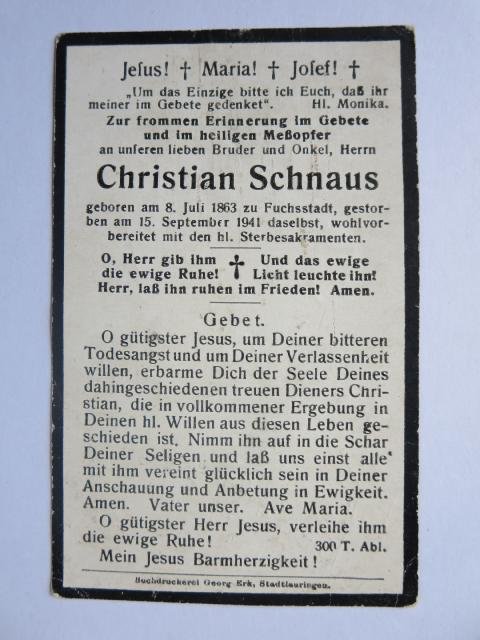 Jesus! † Maria! † Josef! †
„Um das Einzige bitte ich Euch, daß ihr
meiner im Gebete gedenket“. Hl. Monika.
Zur frommen Erinnerung im Gebete
und im heiligen Meßopfer
an unseren lieben Bruder und Onkel, Herrn
Christian Schnaus
geboren am 8. Juli 1863 zu Fuchsstadt, gestor-
ben am 15. September 1941 daselbst, wohlvor-
bereitet mit den hl. Sterbesakramenten.
O, Herr gib ihm † Und das ewige
die ewige Ruhe! Licht leuchte ihn!
Herr, laß ihn ruhen im Frieden! Amen.
Gebet.
O gütigster Jesus, um Deiner bitteren
Todesangst und um Deiner Verlassenheit
willen, erbarme Dich der Seele Deines
dahingeschiedenen treuen Dieners Chri-
stian, die in vollkommener Ergebung in
Deinen hl. Willen aus diesen Leben ge-
schieden ist. Nimm ihn auf in die Schar
Deiner Seligen und laß uns einst alle
mit ihm vereint glücklich sein in Deiner
Anschauung und Anbetung in Ewigkeit.
Amen. Vater unser. Ave Maria.
O gütigster Herr Jesus, verleihe ihm
die ewige Ruhe! 300 T. Abl.
Mein Jesus Barmherzigkeit!
Buchdruckerei Georg Erk, Stadtlauringen.